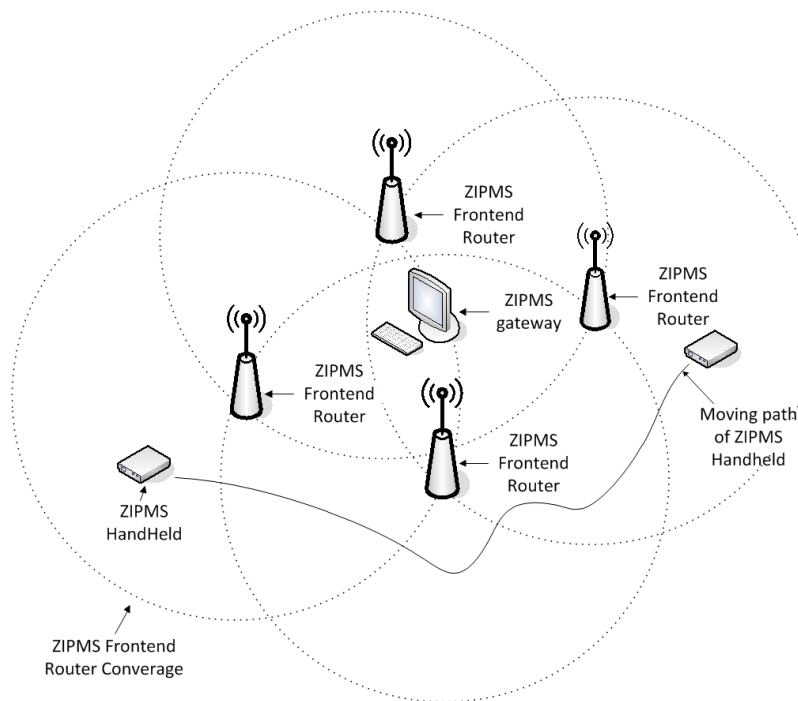 ZIPMS
Frontend
Router
ZIPMS
Frontend
Router
ZIPMS
gateway
ZIPMS
Frontend
Router
ZIPMS
Frontend
Router
Moving path
of ZIPMS
Handheld
ZIPMS
HandHeld
ZIPMS Frontend
Router Converage